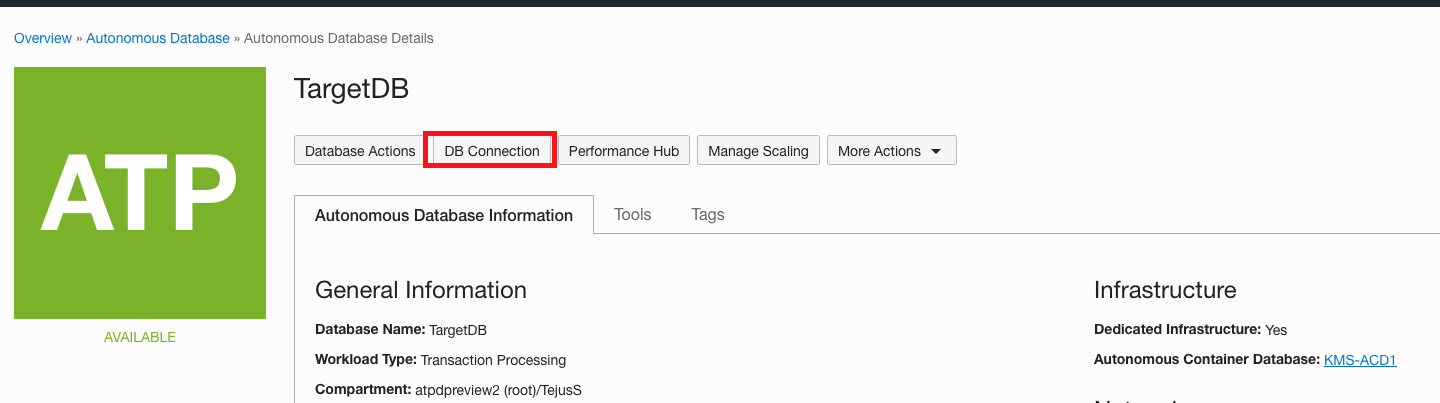 Overview » Autonomous Database » Autonomous Database Details
ATP
AVAILABLE
TargetDB
Database Actions DB Connection Performance Hub Manage Scaling More Actions
Autonomous Database Information Tools Tags
General Information
Database Name: TargetDB
Workload Type: Transaction Processing
Compartment: atpdpreview2 (root)/TejusS
Infrastructure
Dedicated Infrastructure: Yes
Autonomous Container Database: KMS-ACD1